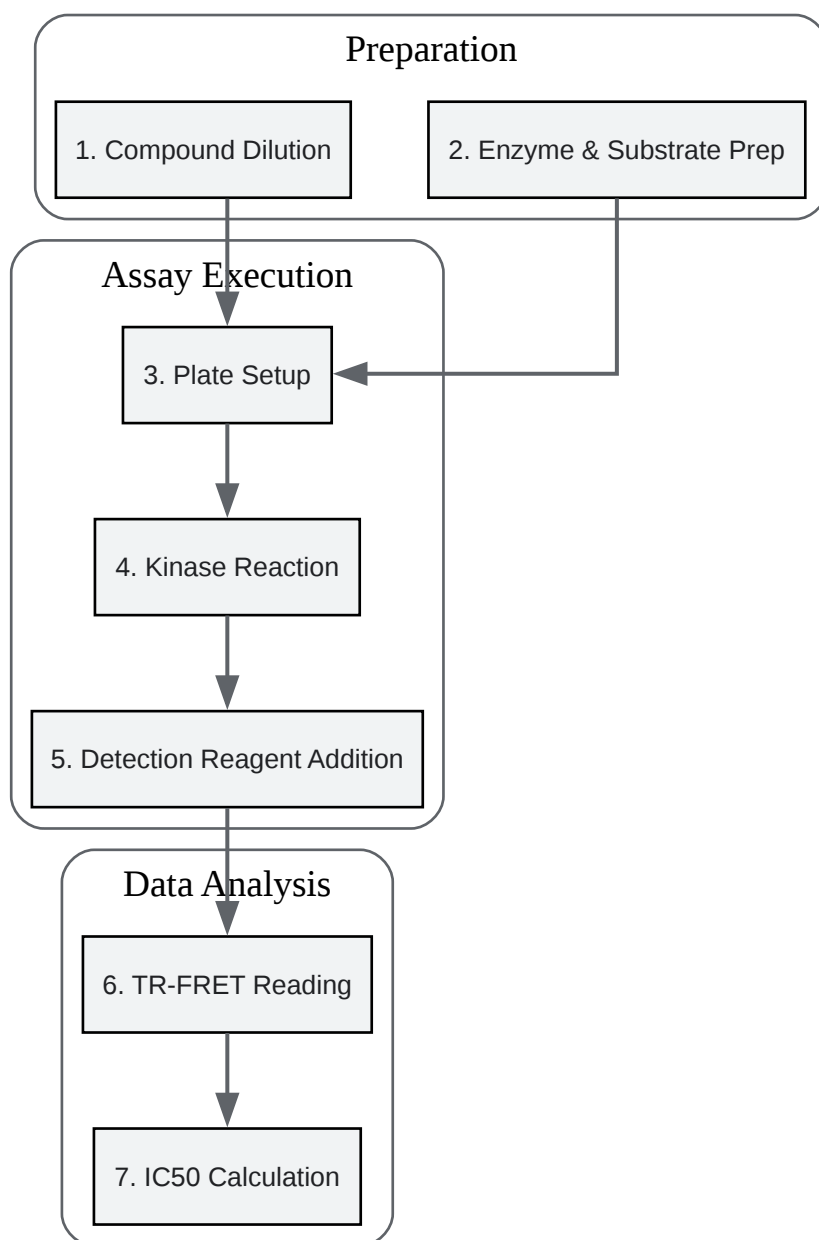 Preparation
1. Compound Dilution
2. Enzyme & Substrate Prep
Assay Execution
3. Plate Setup
4. Kinase Reaction
5. Detection Reagent Addition
Data Analysis
6. TR-FRET Reading
7. IC50 Calculation